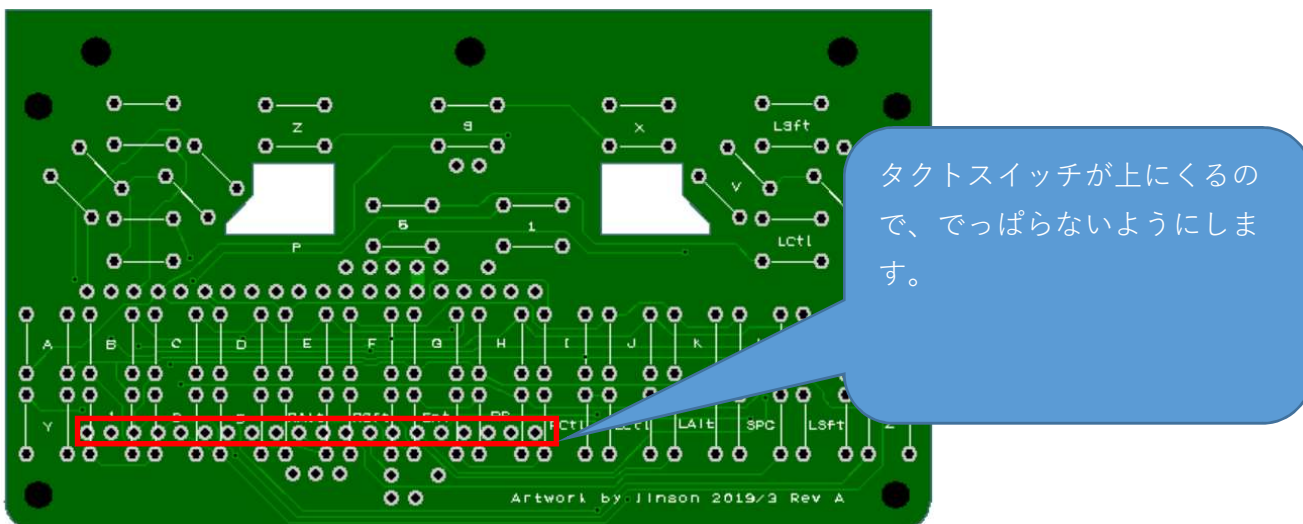 Z
9
X
Lsft
V
タクトスイッチが上にくるの
で、でっぱらないようにしま
す。
6
1
P
LCtl
A B C D E F G H I J K
Y
LAlt SPC LSft
Artwork by Jinson 2019/3 Rev A